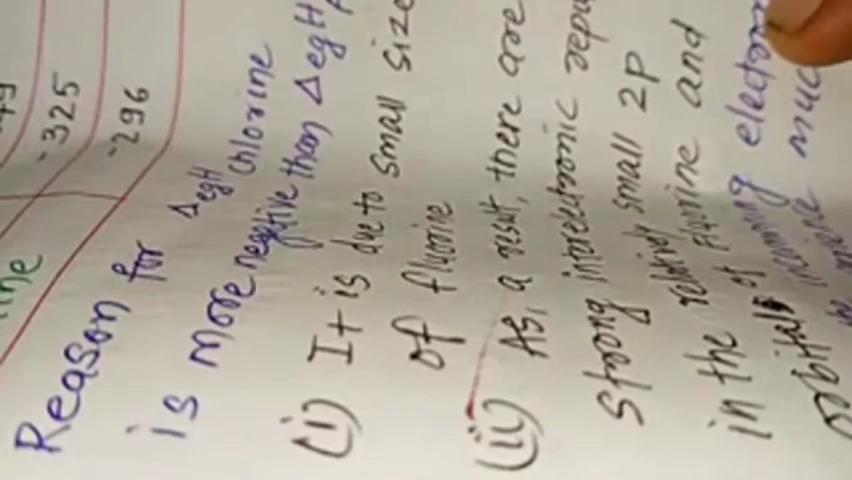 -325
-296
Reason for ΔegH chlorine
is more negative than ΔegH
(i) It is due to small size
of fluorine
(ii) As, a result, there are
strong interelectronic
in the relatively small 2p
orbitals of Fluorine and
incomming